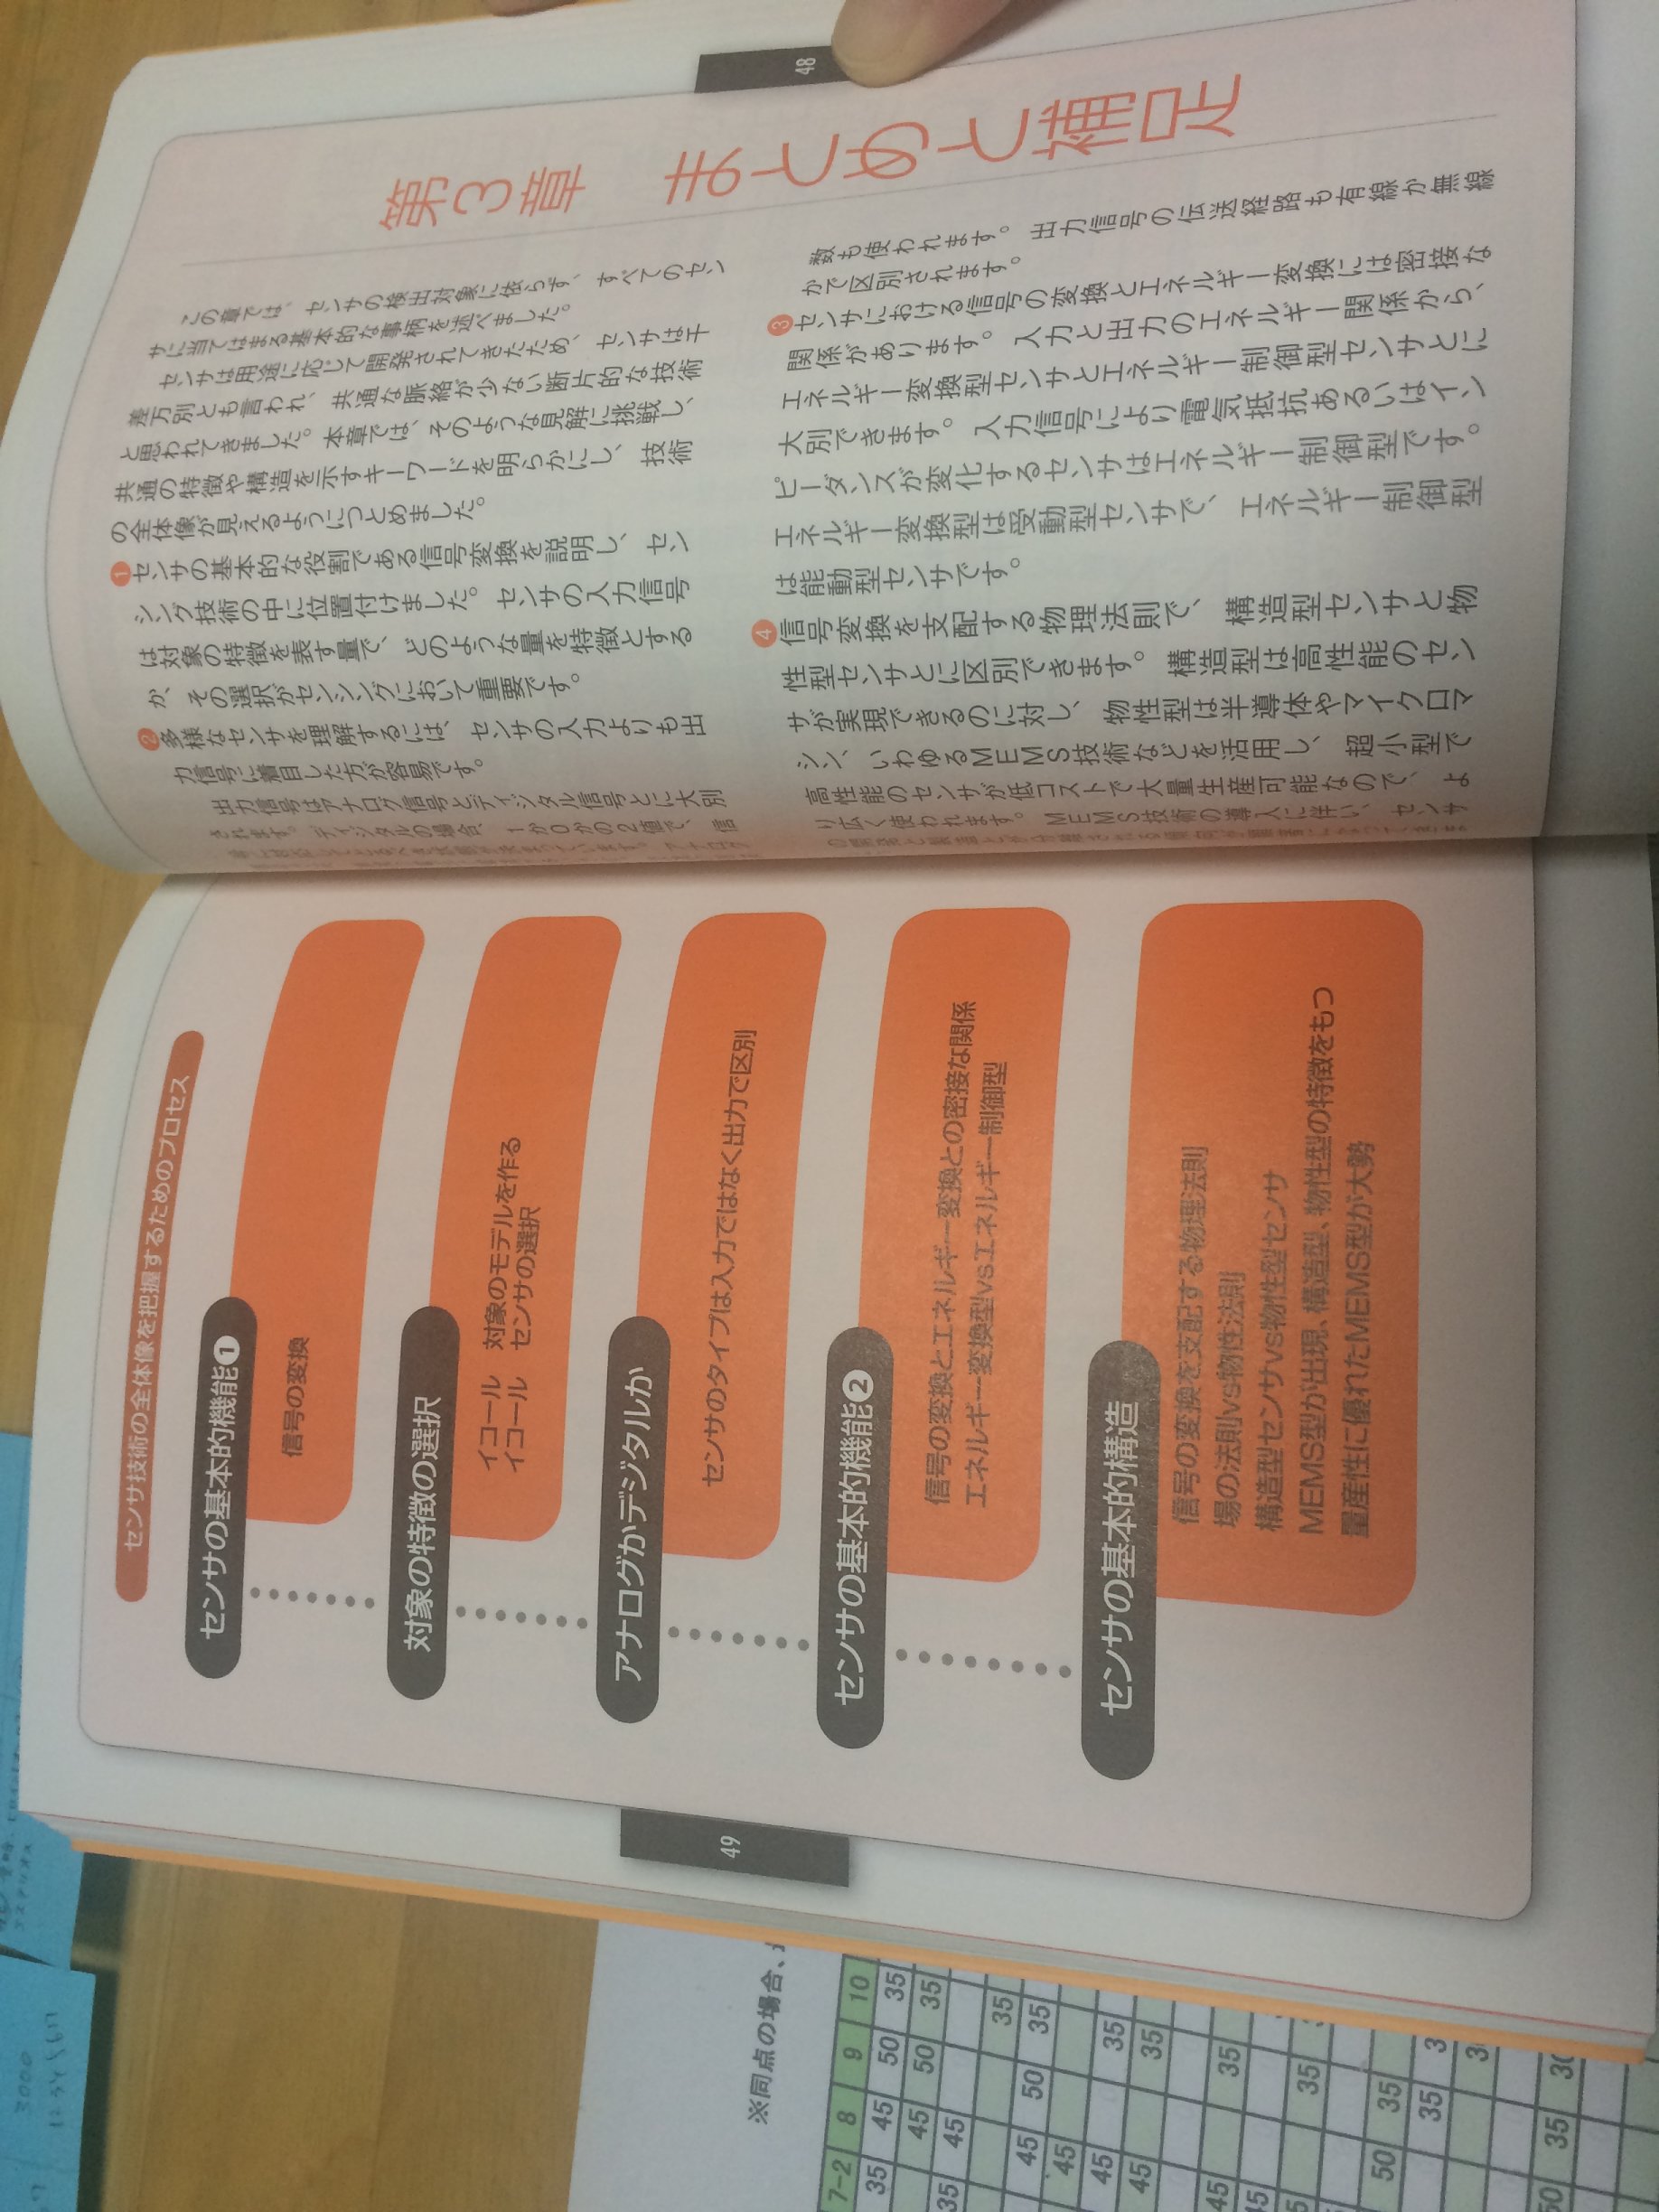 48
第3章 まとめと補足
この章では、センサの検出対象に依らず、すべてのセン
サに当てはまる基本的な事柄を述べました。
センサは用途に応じて開発されてきたため、センサは千
差万別とも言われ、共通な脈絡が少ない断片的な技術
と思われてきました。本章では、そのような見解に挑戦し、
共通の特徴や構造を示すキーワードを明らかにし、技術
の全体像が見えるようにつとめました。
❶センサの基本的な役割である信号変換を説明し、セン
シング技術の中に位置付けました。センサの入力信号
は対象の特徴を表す量で、どのような量を特徴とする
か、その選択がセンシングにおいて重要です。
❷多様なセンサを理解するには、センサの入力よりも出
力信号に着目した方が容易です。
出力信号はアナログ信号とディジタル信号とに大別
されます。ディジタルの場合、1か0かの2値で、信
数も使われます。出力信号の伝送経路も有線か無線
かで区別されます。
❸センサにおける信号の変換とエネルギー変換には密接な
関係があります。入力と出力のエネルギー関係から、
エネルギー変換型センサとエネルギー制御型センサとに
大別できます。入力信号により電気抵抗あるいはイン
ピーダンスが変化するセンサはエネルギー制御型です。
エネルギー変換型は受動型センサで、エネルギー制御型
は能動型センサです。
❹信号変換を支配する物理法則で、構造型センサと物
性型センサとに区別できます。構造型は高性能のセン
サが実現できるのに対し、物性型は半導体やマイクロマ
シン、いわゆるMEMS技術などを活用し、超小型で
高性能のセンサが低コストで大量生産可能なので、よ
り広く使われます。MEMS技術の導入に伴い、センサ
49
センサ技術の全体像を把握するためのプロセス
センサの基本的機能❶
信号の変換
対象の特徴の選択
イコール 対象のモデルを作る
イコール センサの選択
アナログかデジタルか
センサのタイプは入力ではなく出力で区別
センサの基本的機能❷
信号の変換とエネルギー変換との密接な関係
エネルギー変換型vsエネルギー制御型
センサの基本的構造
信号の変換を支配する物理法則
場の法則vs物性法則
構造型センサvs物性型センサ
MEMS型が出現、構造型、物性型の特徴をもつ
量産性に優れたMEMS型が大勢
3000
※同点の場合、
7-2 8 9 10
35 45 50 35
45 50 35
35 45
35
45 50 35
45
45 35
45 35
45 35
45
35
50 35
35
50 35